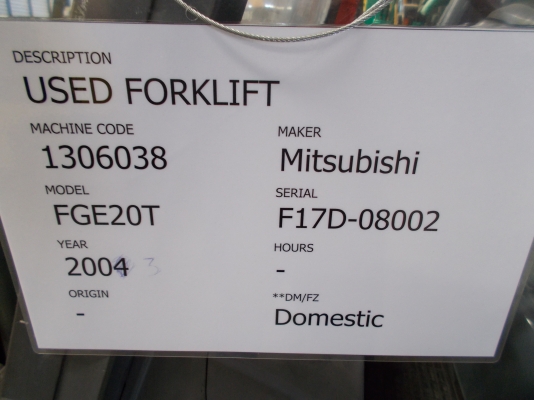 DESCRIPTION
USED FORKLIFT
MACHINE CODE
1306038
MAKER
Mitsubishi
MODEL
FGE20T
SERIAL
F17D-08002
YEAR
2004 3
HOURS
-
ORIGIN
-
**DM/FZ
Domestic